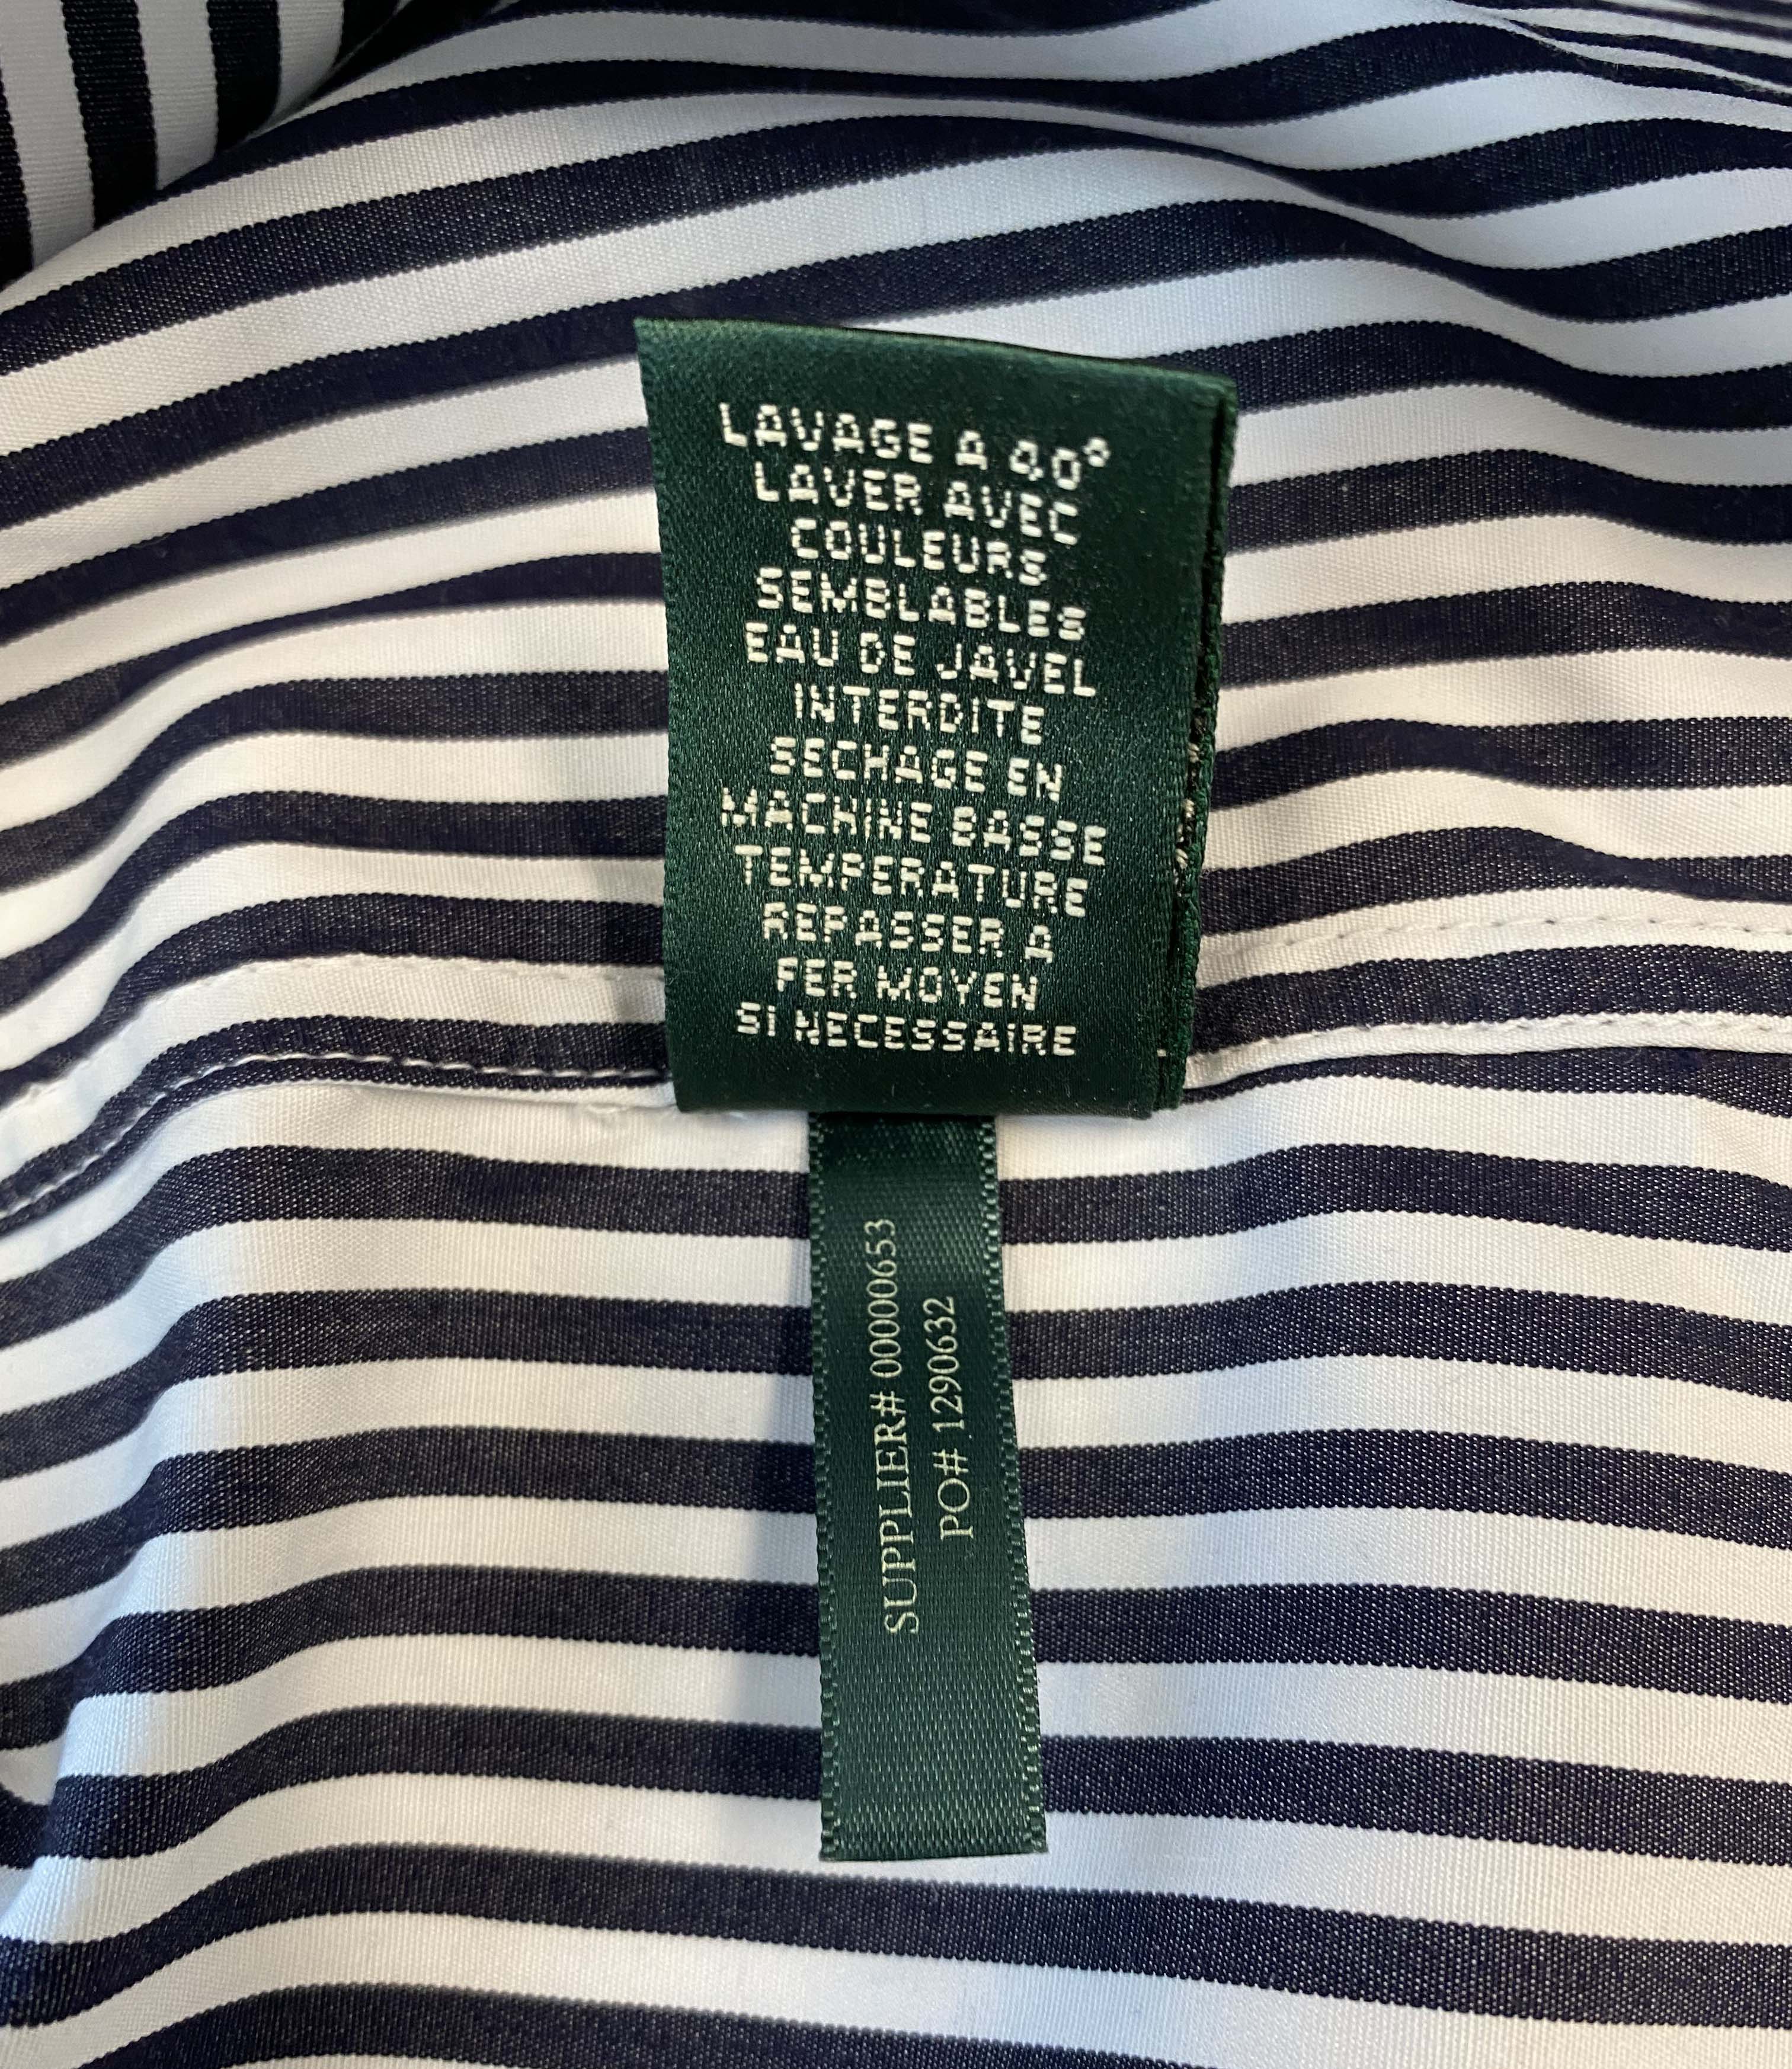 LAVAGE A 40°
LAVER AVEC
COULEURS
SEMBLABLES
EAU DE JAVEL
INTERDITE
SECHAGE EN
MACHINE BASSE
TEMPERATURE
REPASSER A
FER MOYEN
SI NECESSAIRE
SUPPLIER# 00000653
PO# 1290632